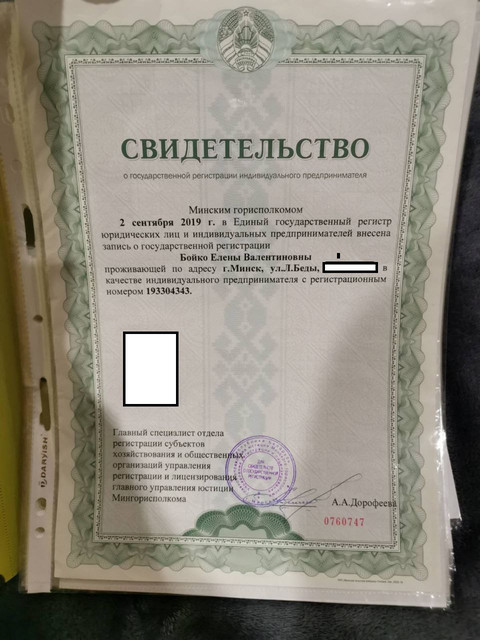 СВИДЕТЕЛЬСТВО
о государственной регистрации индивидуального предпринимателя
Минским горисполкомом
2 сентября 2019 г. в Единый государственный регистр
юридических лиц и индивидуальных предпринимателей внесена
запись о государственной регистрации
Бойко Елены Валентиновны
проживающей по адресу г.Минск, ул.Л.Беды, в
качестве индивидуального предпринимателя с регистрационным
номером 193304343.
Главный специалист отдела
регистрации субъектов
хозяйствования и общественных
организаций управления
регистрации и лицензирования
главного управления юстиции
Мингорисполкома
А.А.Дорофеева
0760747
DARVISH